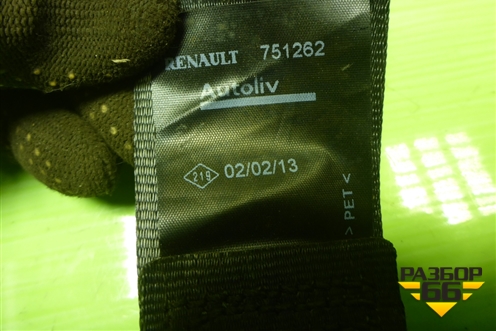 RENAULT 751262
Autoliv
219 02/02/13
> PET <
РАЗБОР
66